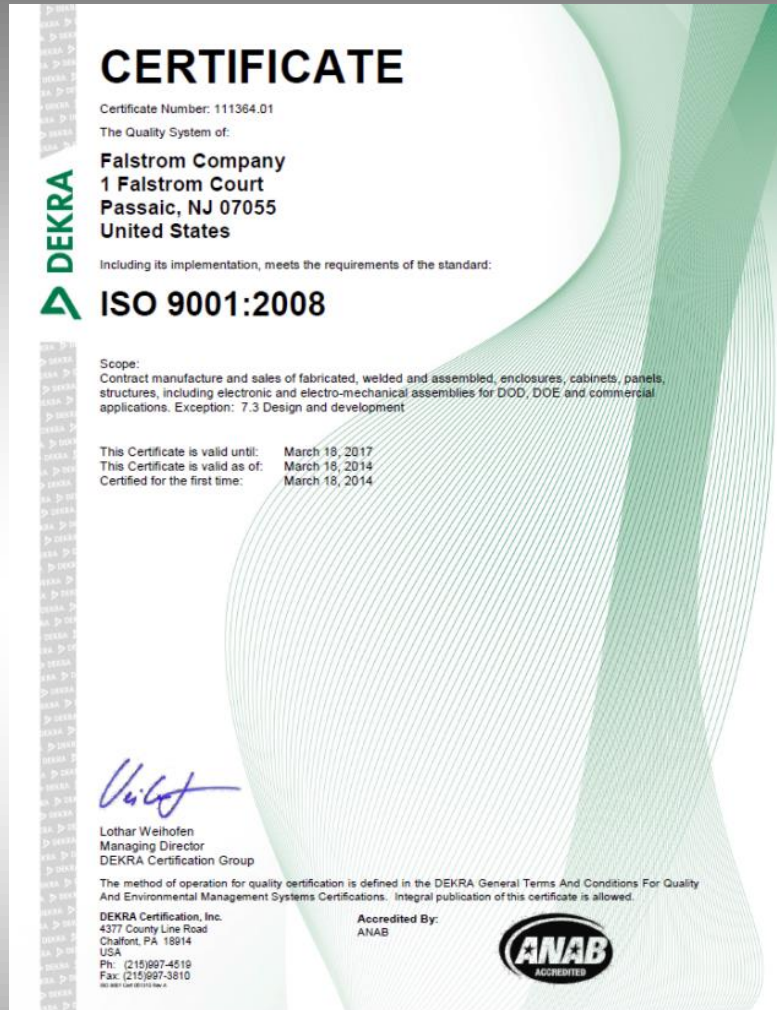 CERTIFICATE
Certificate Number: 111364.01
The Quality System of:
Falstrom Company
1 Falstrom Court
Passaic, NJ 07055
United States
DEKRA
Including its implementation, meets the requirements of the standard:
ISO 9001:2008
Scope:
Contract manufacture and sales of fabricated, welded and assembled, enclosures, cabinets, panels,
structures, including electronic and electro-mechanical assemblies for DOD, DOE and commercial
applications. Exception: 7.3 Design and development
This Certificate is valid until: March 18, 2017
This Certificate is valid as of: March 18, 2014
Certified for the first time: March 18, 2014
Lothar Weihofen
Managing Director
DEKRA Certification Group
The method of operation for quality certification is defined in the DEKRA General Terms And Conditions For Quality
And Environmental Management Systems Certifications. Integral publication of this certificate is allowed.
DEKRA Certification, Inc.
4377 County Line Road
Chalfont, PA 18914
USA
Ph: (215)997-4519
Fax: (215)997-3810
Accredited By:
ANAB
ANAB
ACCREDITED